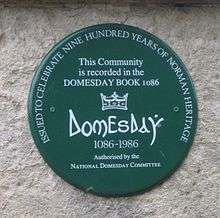 ISSUED TO CELEBRATE NINE HUNDRED YEARS OF NORMAN HERITAGE
This Community
is recorded in the
DOMESDAY BOOK 1086
DOMESDAY
1086-1986
Authorised by the
NATIONAL DOMESDAY COMMITTEE